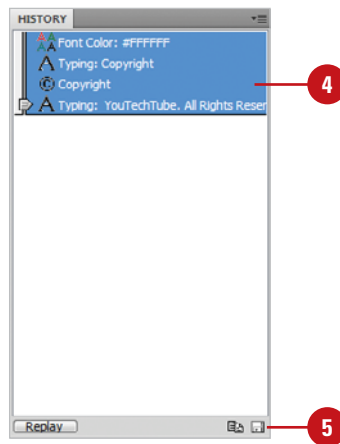 HISTORY
Font Color: #FFFFFF
Typing: Copyright
© Copyright
Typing: YouTechTube. All Rights Reser
4
Replay
5